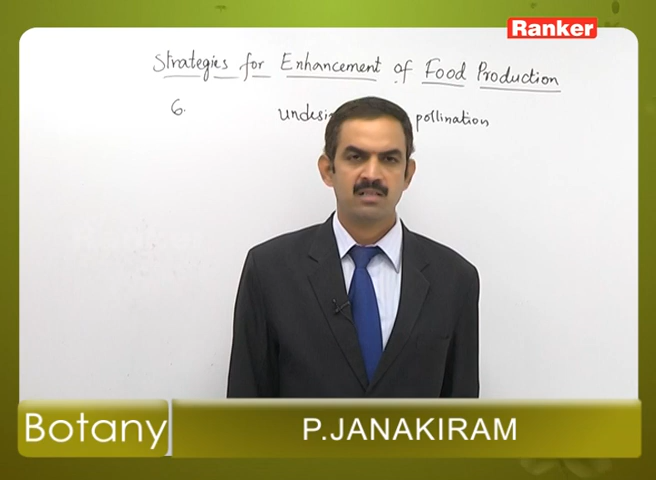 Ranker
Strategies for Enhancement of Food Production
6.
pollination
Botany
P.JANAKIRAM